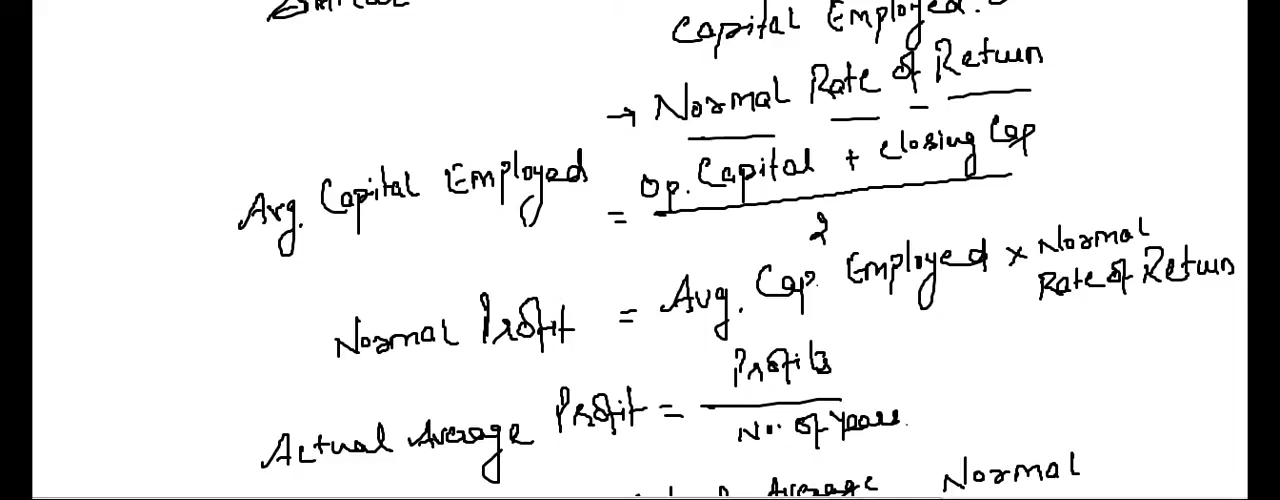 Capital Employed.
→ Normal Rate of Return
Avg. Capital Employed = Op. Capital + Closing Cap
2
Normal Profit = Avg. Cap. Employed × Normal Rate of Return
Actual Average Profit = Profits
No. of years.
Average Normal